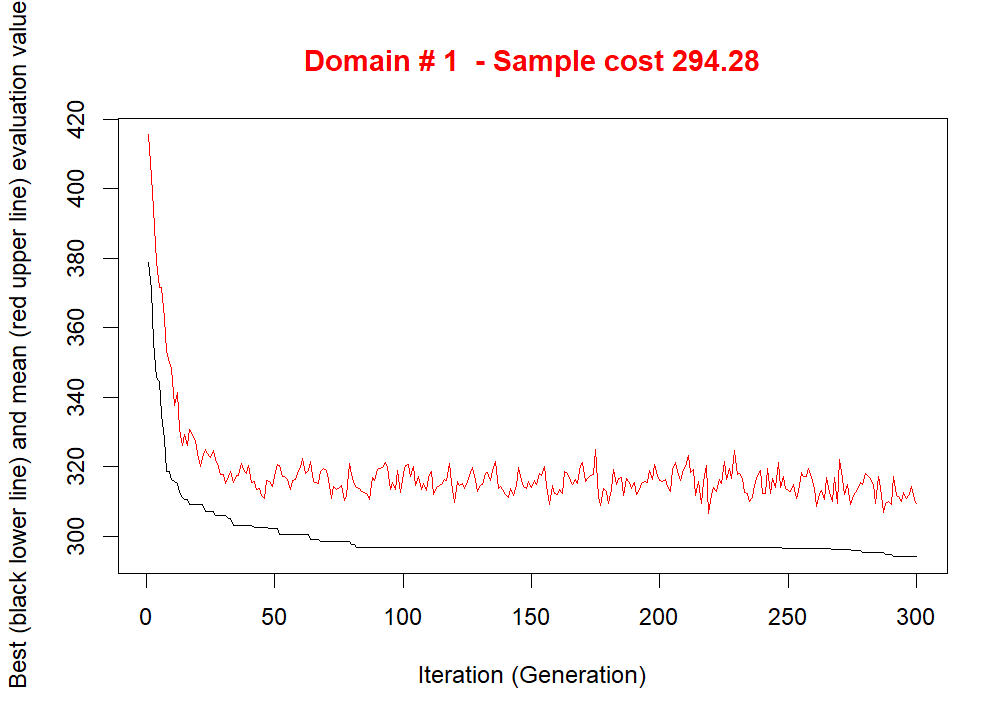 Domain # 1  - Sample cost 294.28
Best (black lower line) and mean (red upper line) evaluation value
420
400
380
360
340
320
300
0 50 100 150 200 250 300
Iteration (Generation)